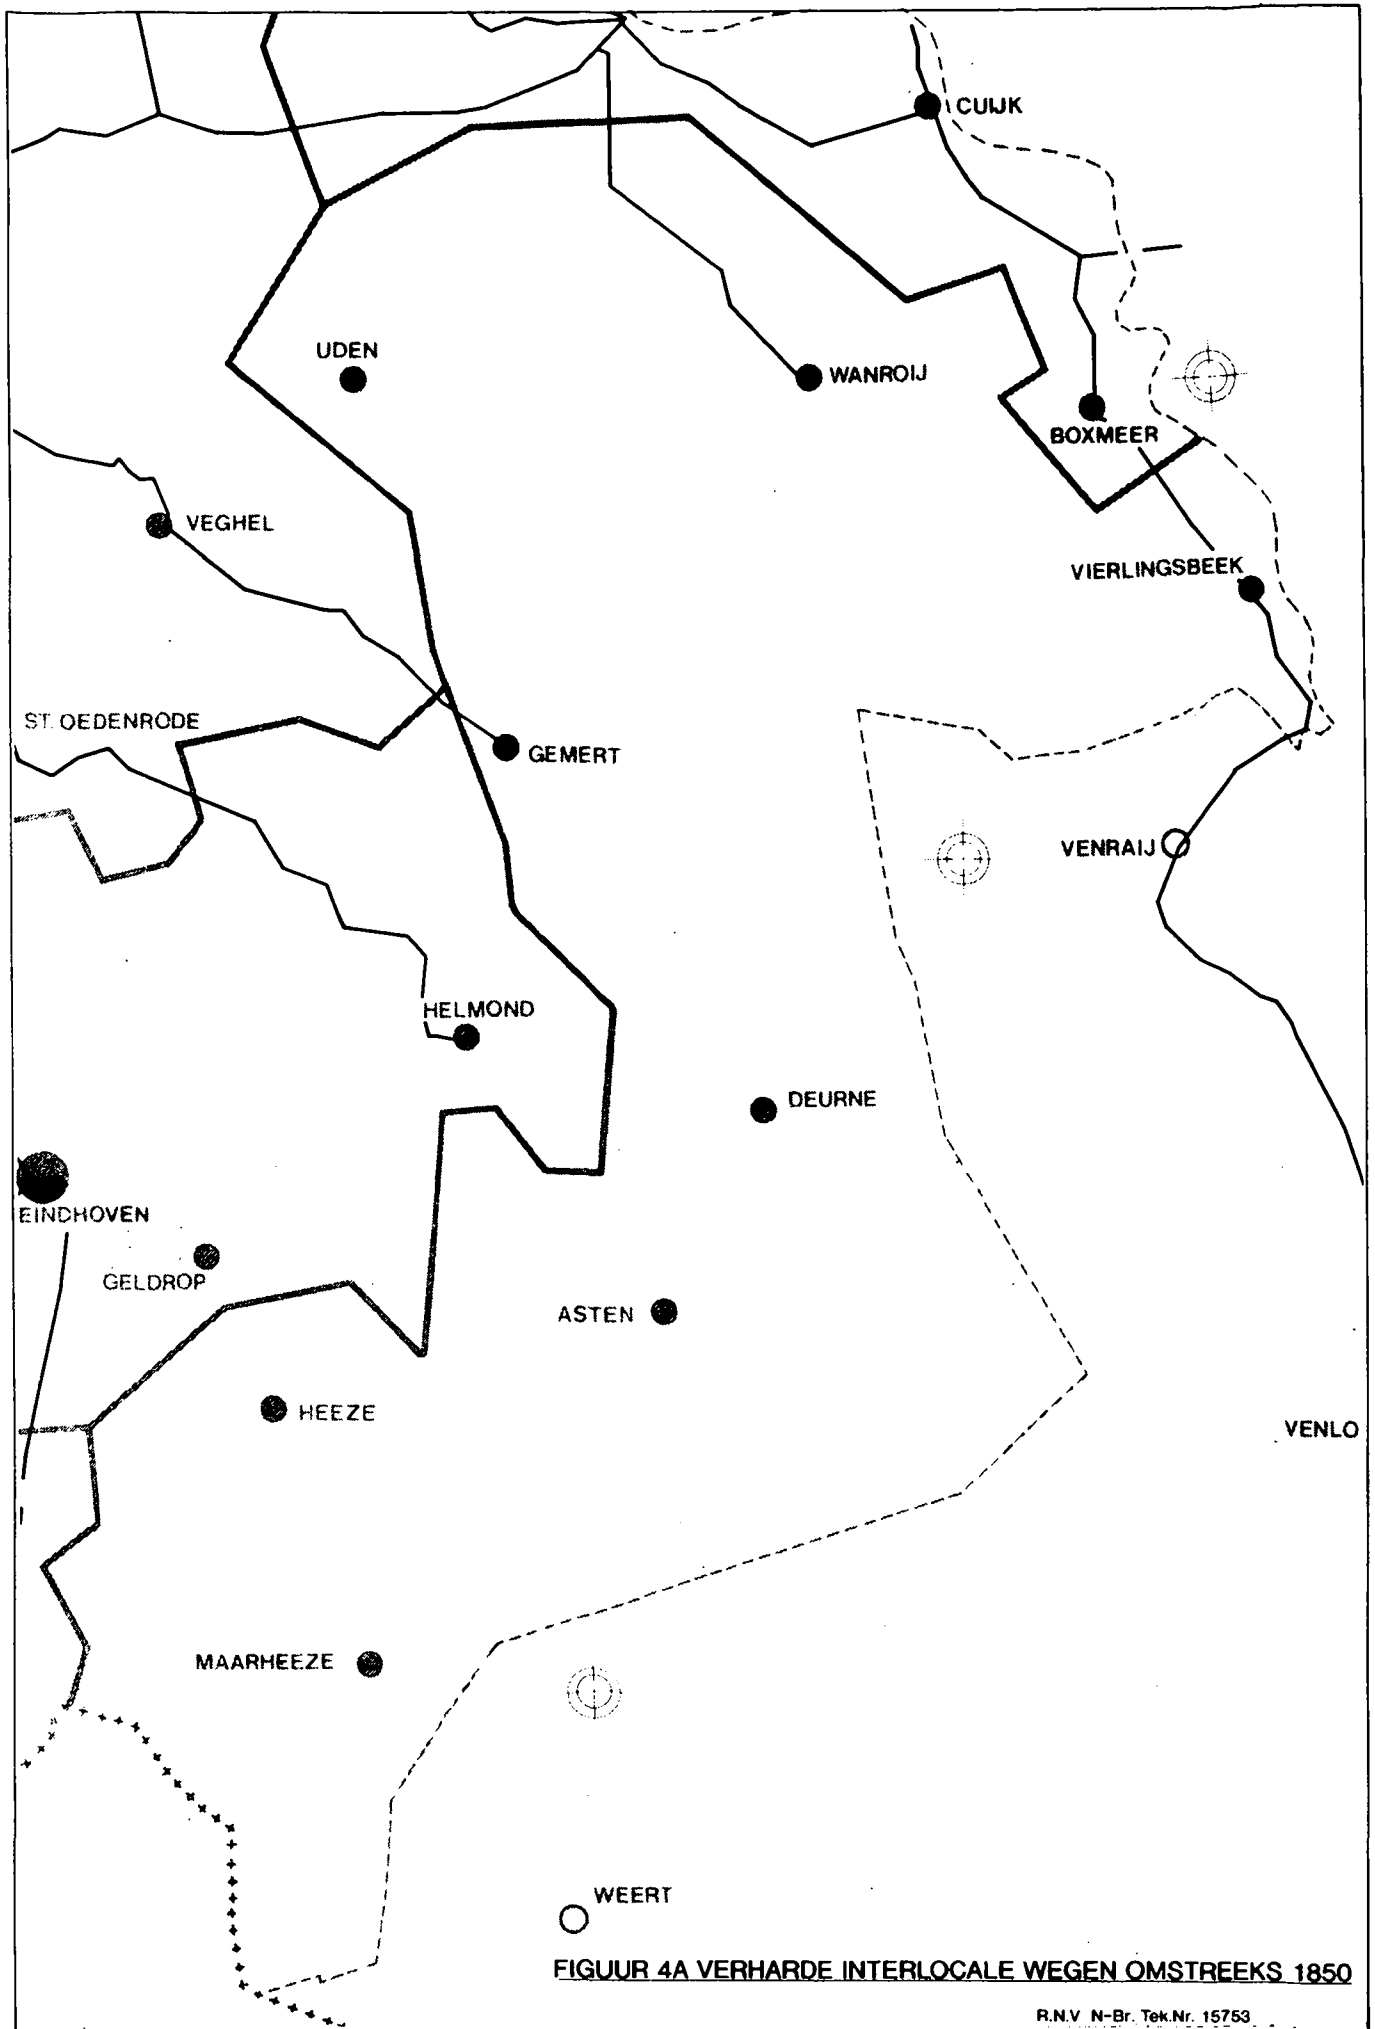 CUIJK
UDEN
WANROIJ
BOXMEER
VEGHEL
VIERLINGSBEEK
ST. OEDENRODE
GEMERT
VENRAIJ
HELMOND
DEURNE
EINDHOVEN
GELDROP
ASTEN
HEEZE
VENLO
MAARHEEZE
WEERT
FIGUUR 4A VERHARDE INTERLOCALE WEGEN OMSTREEKS 1850
R.N.V N-Br. Tek.Nr. 15753